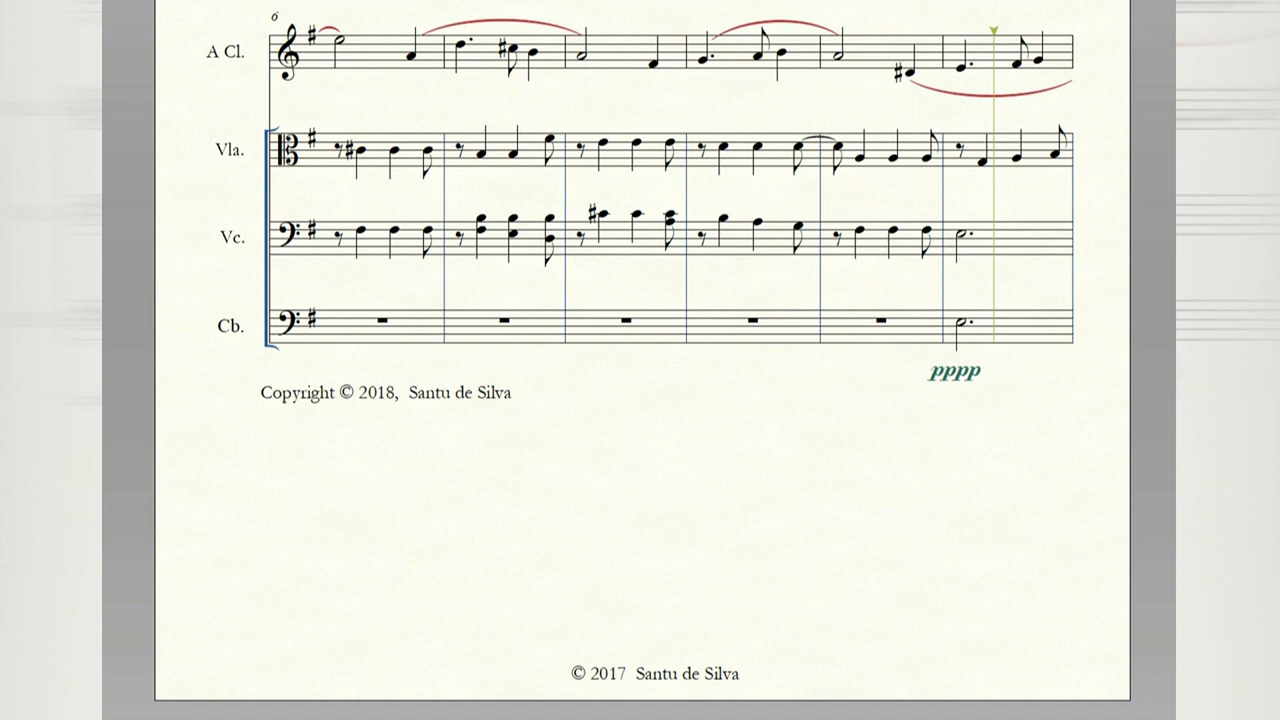 6
A Cl.
Vla.
Vc.
Cb.
pppp
Copyright © 2018, Santu de Silva
© 2017 Santu de Silva